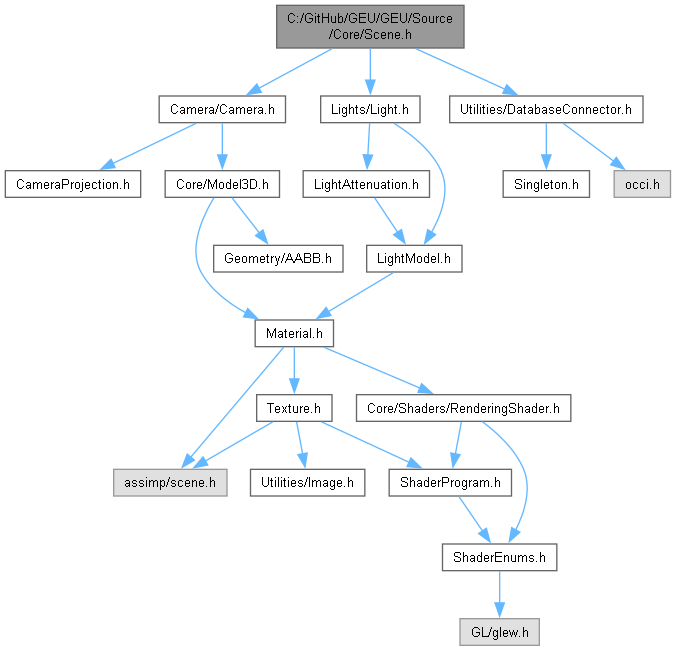 C:/GitHub/GEU/GEU/Source
/Core/Scene.h
Camera/Camera.h
Lights/Light.h
Utilities/DatabaseConnector.h
CameraProjection.h
Core/Model3D.h
LightAttenuation.h
Singleton.h
occi.h
Geometry/AABB.h
LightModel.h
Material.h
Texture.h
Core/Shaders/RenderingShader.h
assimp/scene.h
Utilities/Image.h
ShaderProgram.h
ShaderEnums.h
GL/glew.h